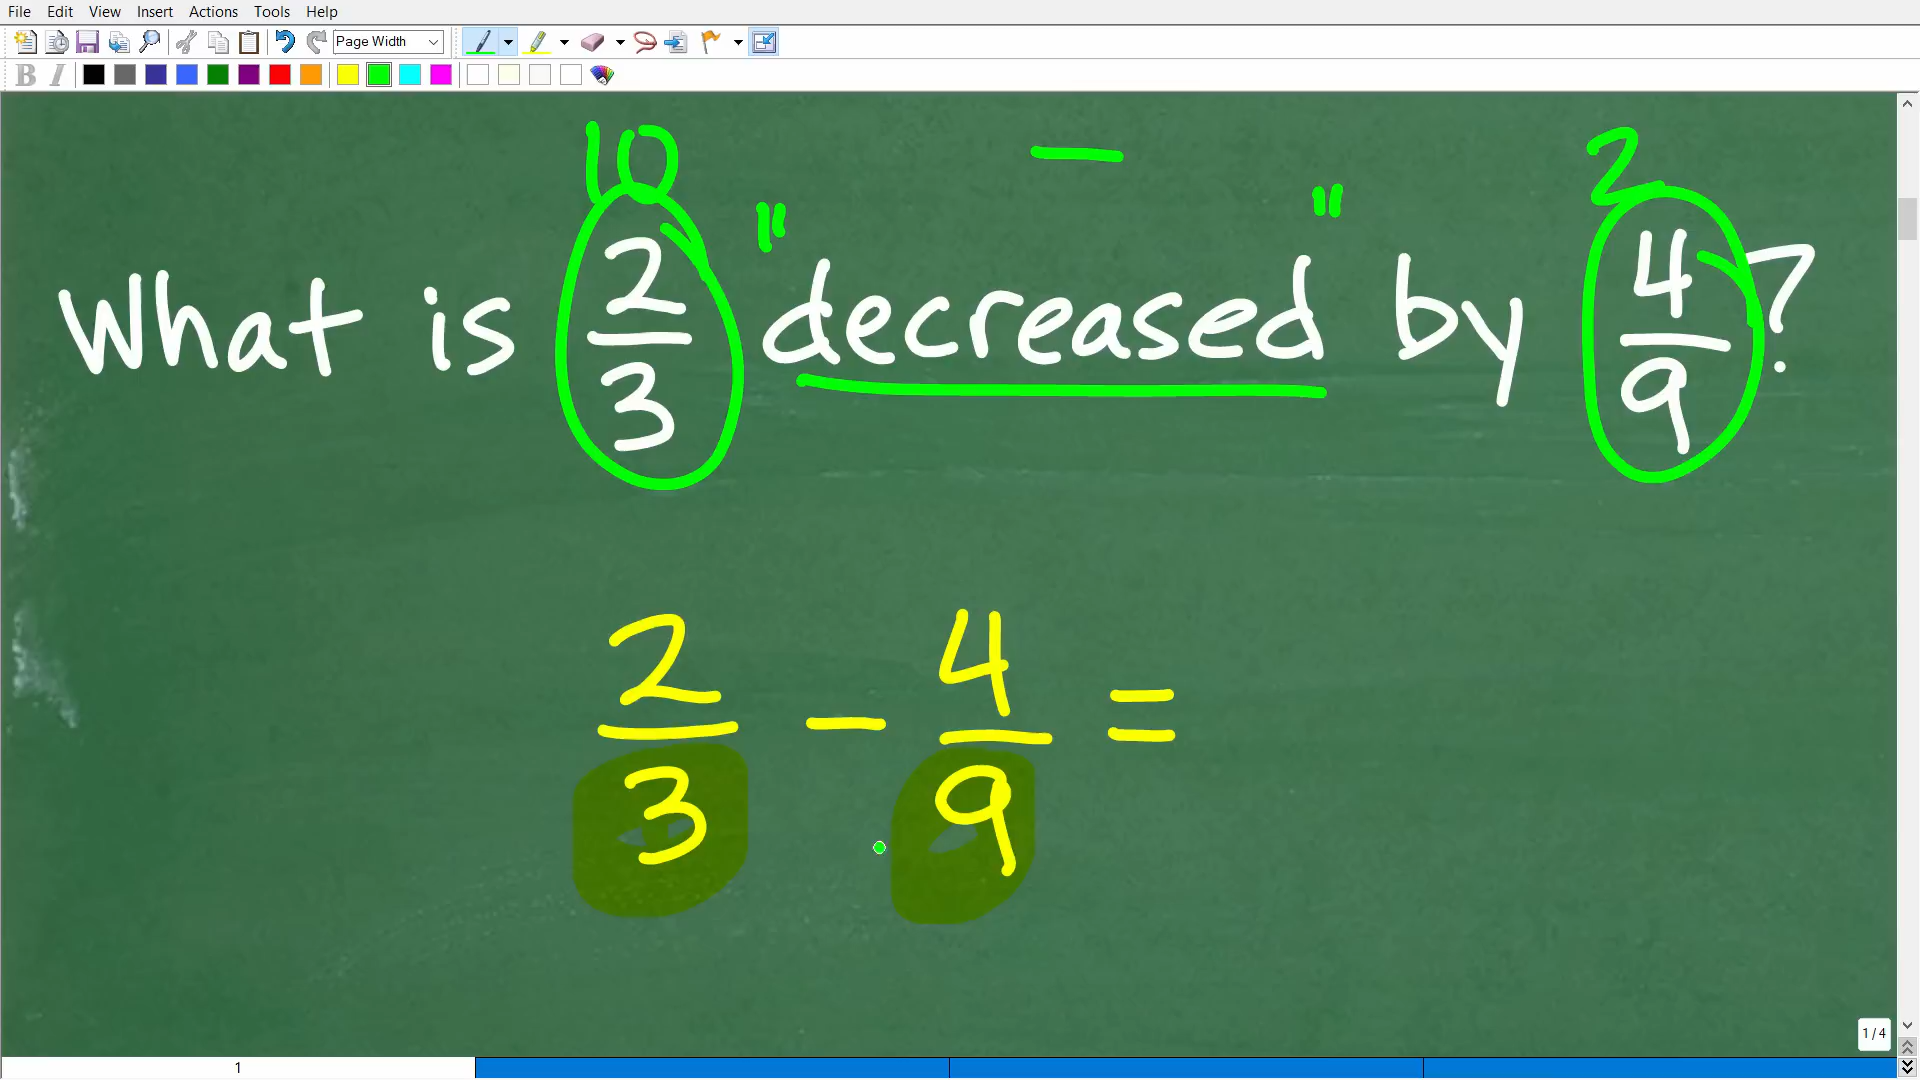 File Edit View Insert Actions Tools Help
Page Width
B I
10 — 2
What is 2/3 "decreased" by 4/9?
2/3 − 4/9 =
1 / 4
1